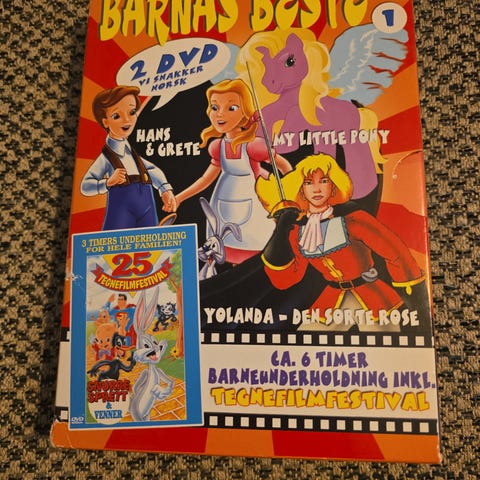 BARNAS BESTE
1
2 DVD
VI SNAKKER
NORSK
HANS
& GRETE
MY LITTLE PONY
3 TIMERS UNDERHOLDNING
FOR HELE FAMILIEN!
25
TEGNEFILMFESTIVAL
SNURRE
SPRETT
& VENNER
DVD
YOLANDA - DEN SORTE ROSE
CA. 6 TIMER
BARNEUNDERHOLDNING INKL.
TEGNEFILMFESTIVAL